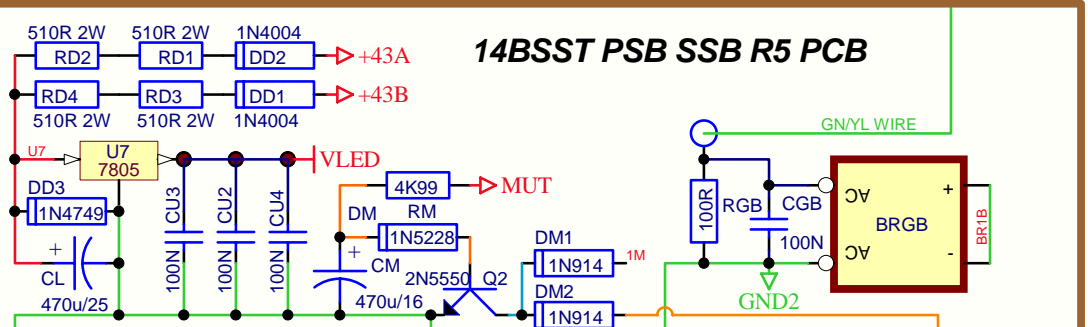 14BSST PSB SSB R5 PCB
510R 2W 510R 2W 1N4004
RD2 RD1 DD2 +43A
RD4 RD3 DD1 +43B
510R 2W 510R 2W 1N4004
GN/YL WIRE
U7 U7 VLED
7805
4K99 MUT
DD3 CU3 CU2 CU4 DM RM
1N4749 1N5228
100R RGB CGB AC + BRGB BR1B
100N AC -
+ + DM1
CL 100N 100N 100N CM 1N914 1M
470u/25 470u/16 2N5550 Q2 DM2
1N914
GND2